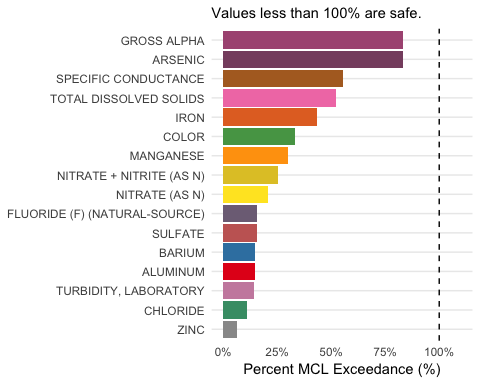 Values less than 100% are safe.
GROSS ALPHA
ARSENIC
SPECIFIC CONDUCTANCE
TOTAL DISSOLVED SOLIDS
IRON
COLOR
MANGANESE
NITRATE + NITRITE (AS N)
NITRATE (AS N)
FLUORIDE (F) (NATURAL-SOURCE)
SULFATE
BARIUM
ALUMINUM
TURBIDITY, LABORATORY
CHLORIDE
ZINC
0% 25% 50% 75% 100%
Percent MCL Exceedance (%)